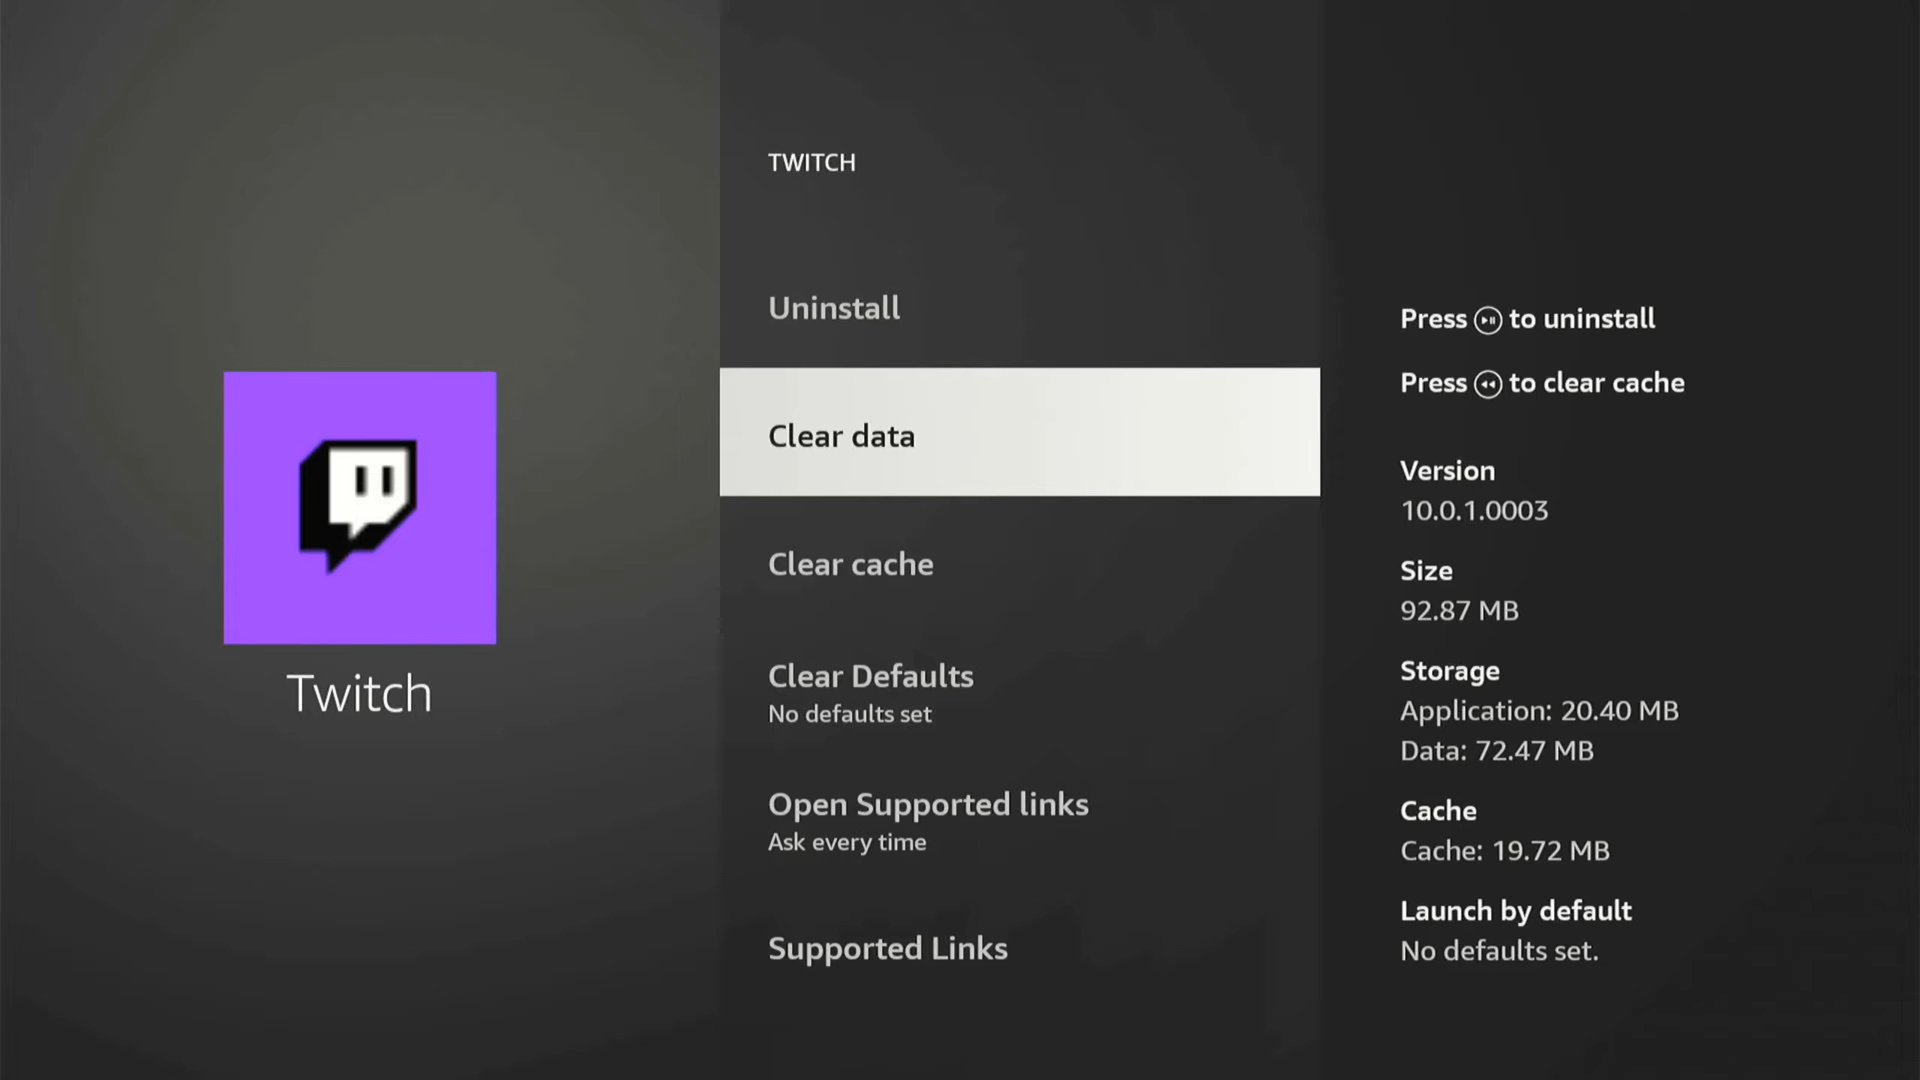 Twitch
TWITCH
Uninstall
Clear data
Clear cache
Clear Defaults
No defaults set
Open Supported links
Ask every time
Supported Links
Press to uninstall
Press to clear cache
Version
10.0.1.0003
Size
92.87 MB
Storage
Application: 20.40 MB
Data: 72.47 MB
Cache
Cache: 19.72 MB
Launch by default
No defaults set.